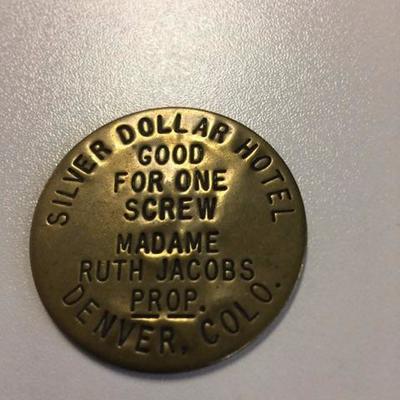 SILVER DOLLAR HOTEL
GOOD
FOR ONE
SCREW
MADAME
RUTH JACOBS
PROP.
DENVER, COLO.